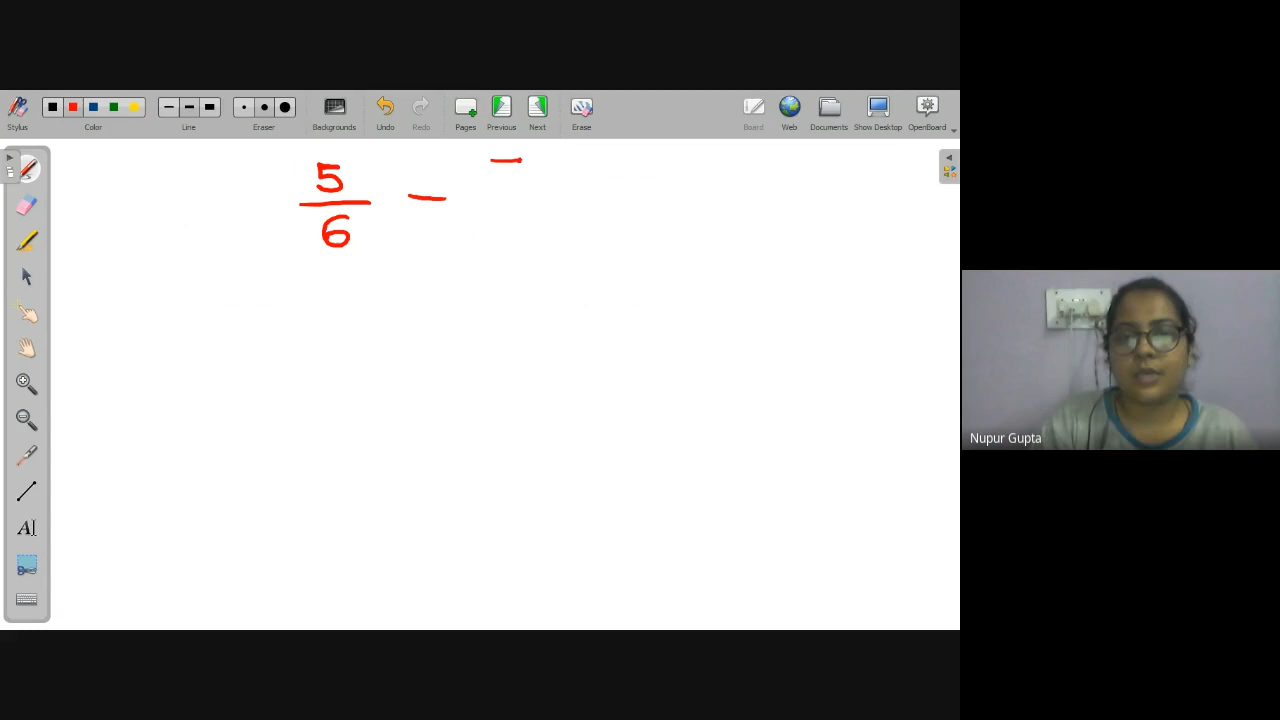 Stylus Color Line Eraser Backgrounds Undo Redo Pages Previous Next Erase Board Web Documents Show Desktop OpenBoard
5/6 − −
A
Nupur Gupta